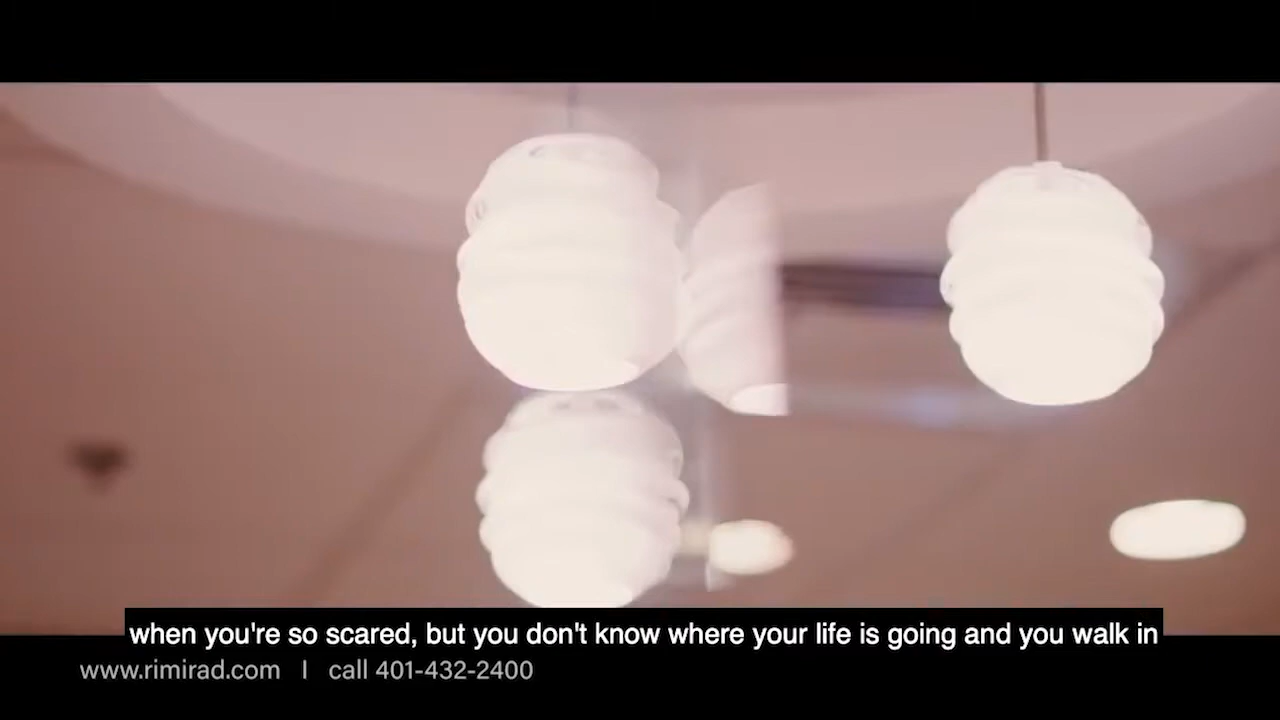 when you're so scared, but you don't know where your life is going and you walk in
www.rimirad.com | call 401-432-2400